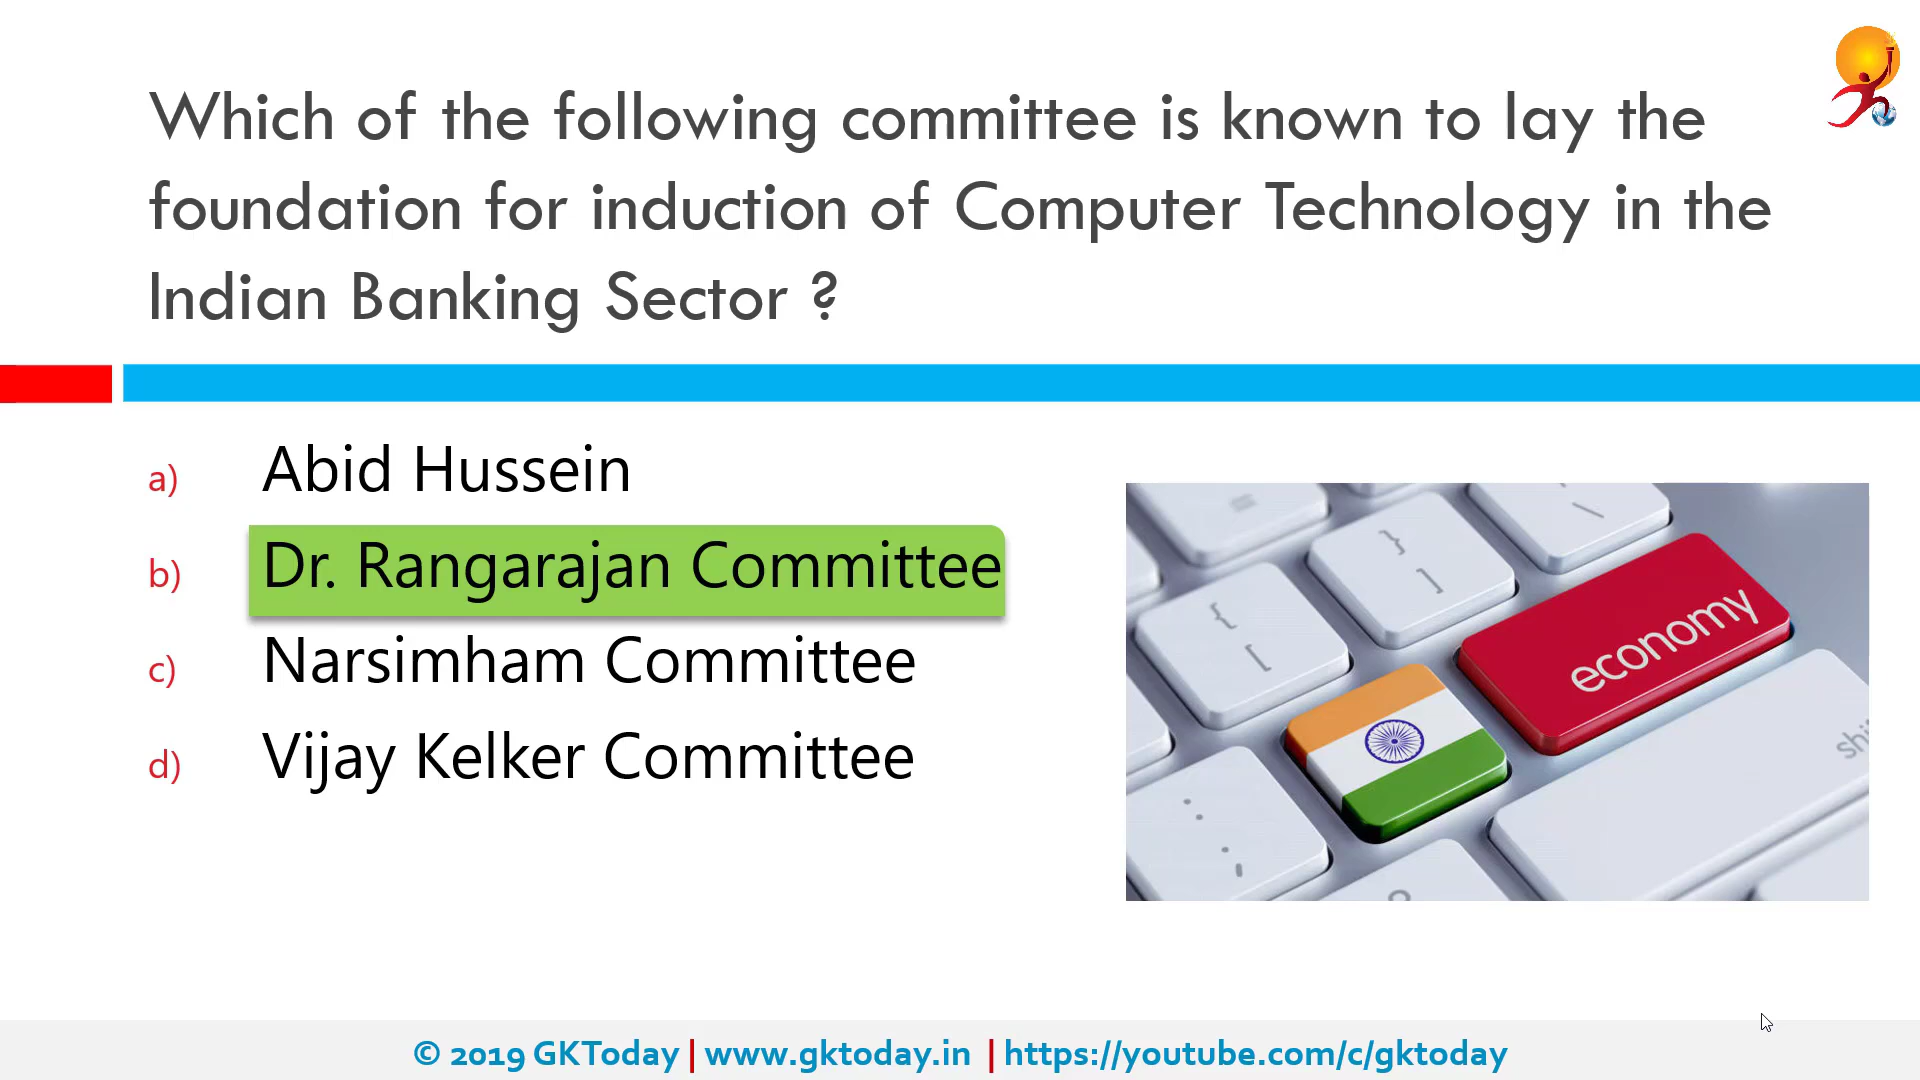 Which of the following committee is known to lay the
foundation for induction of Computer Technology in the
Indian Banking Sector ?
a) Abid Hussein
b) Dr. Rangarajan Committee
c) Narsimham Committee
d) Vijay Kelker Committee
economy
© 2019 GKToday | www.gktoday.in | https://youtube.com/c/gktoday